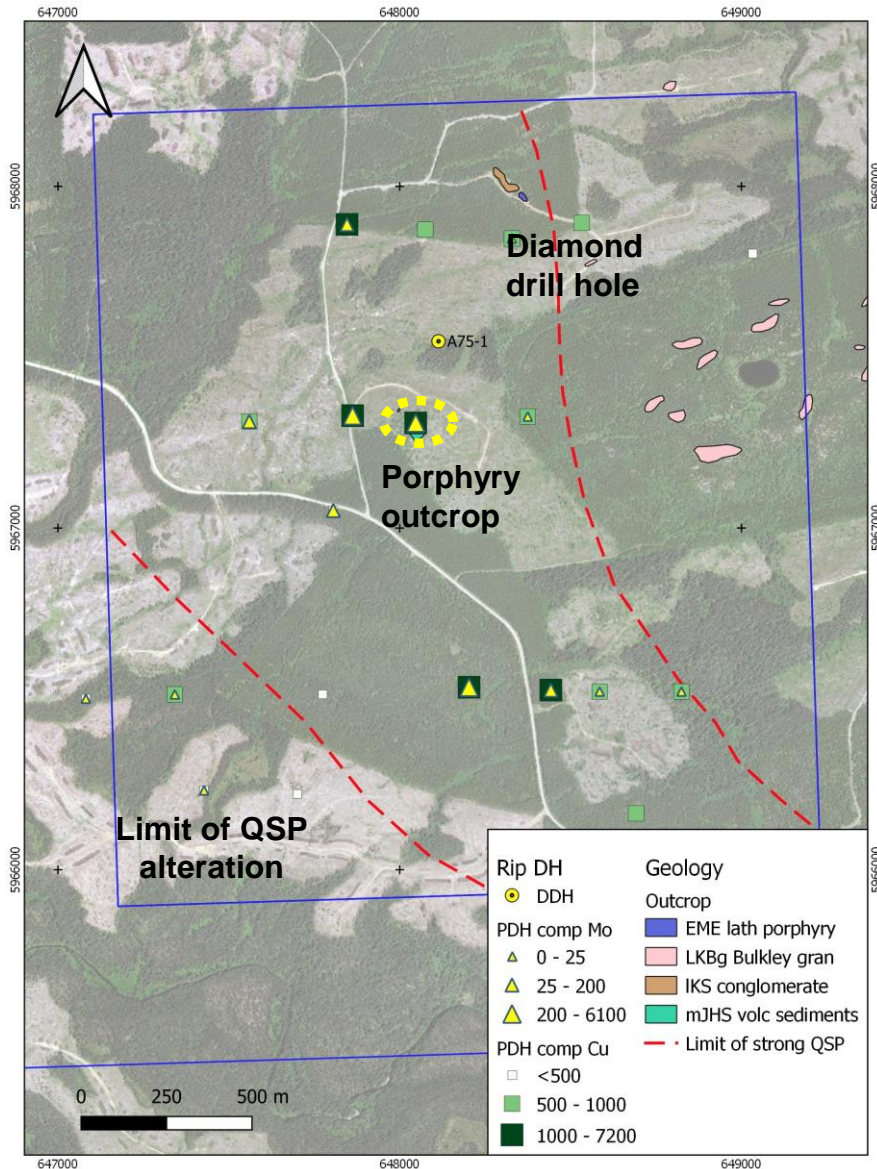 647000
648000
649000
5968000
5968000
Diamond
drill hole
A75-1
Porphyry
outcrop
5967000
5967000
Limit of QSP
alteration
5966000
5966000
Rip DH
DDH
PDH comp Mo
0 - 25
25 - 200
200 - 6100
PDH comp Cu
<500
500 - 1000
1000 - 7200
Geology
Outcrop
EME lath porphyry
LKBg Bulkley gran
lKS conglomerate
mJHS volc sediments
Limit of strong QSP
0 250 500 m
647000
648000
649000